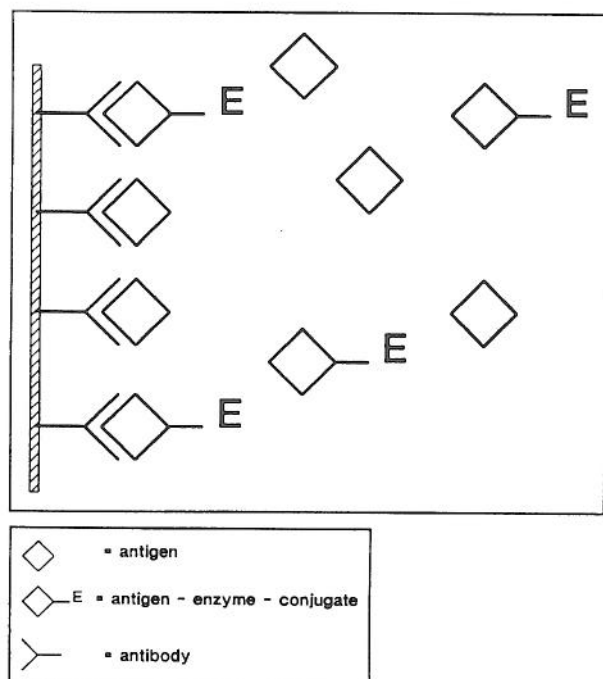 E
E
E
E
= antigen
E = antigen - enzyme - conjugate
= antibody